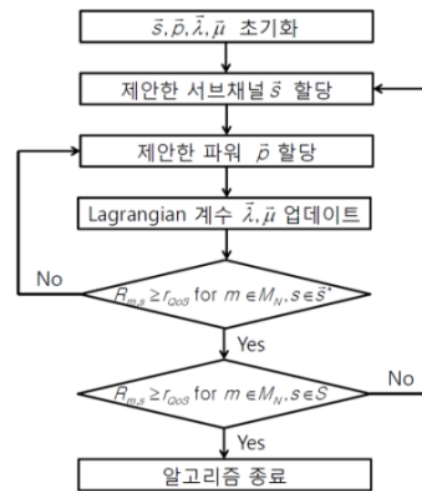 s⃗, p⃗, λ⃗, μ⃗ 초기화
제안한 서브채널 s⃗ 할당
제안한 파워 p⃗ 할당
Lagrangian 계수 λ⃗, μ⃗ 업데이트
No
R_{m,s} ≥ r_{QoS} for m ∈ M_N, s ∈ s⃗*
Yes
R_{m,s} ≥ r_{QoS} for m ∈ M_N, s ∈ S
No
Yes
알고리즘 종료